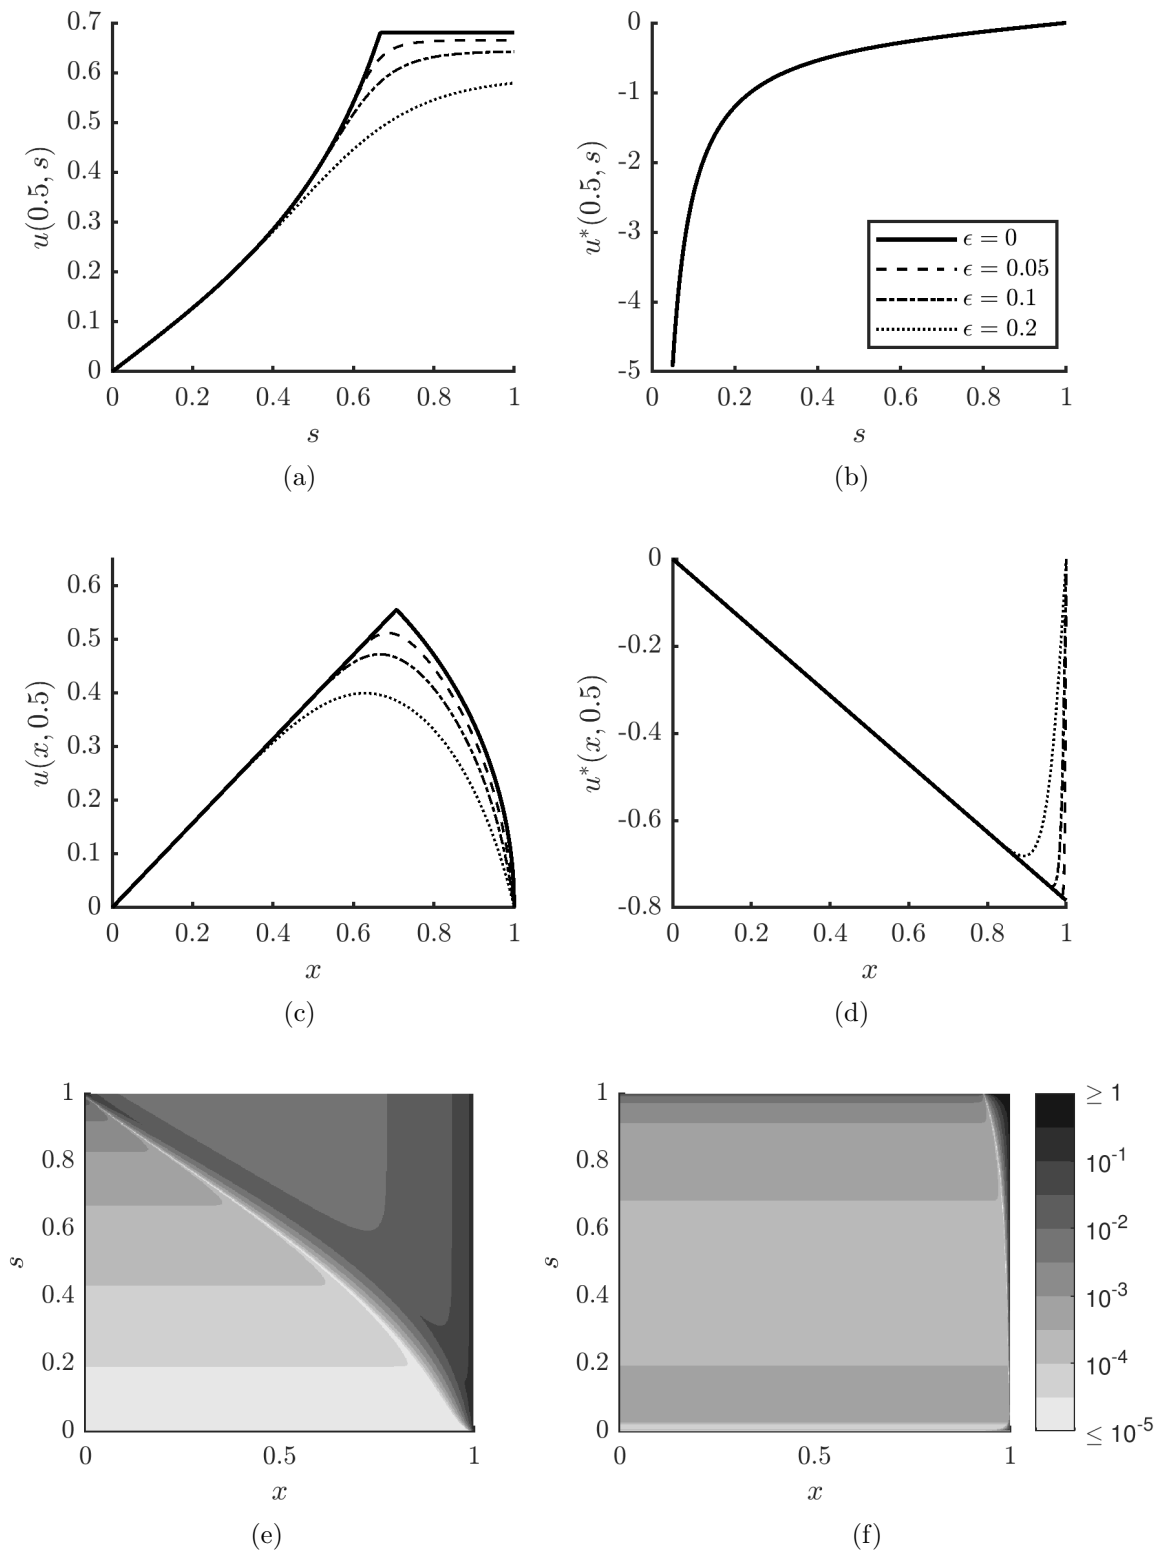 0.7
0.6
0.5
0.4
0.3
0.2
0.1
0
u(0.5, s)
0 0.2 0.4 0.6 0.8 1
s
(a)
0
-1
-2
-3
-4
-5
u*(0.5, s)
ϵ = 0
ϵ = 0.05
ϵ = 0.1
ϵ = 0.2
0 0.2 0.4 0.6 0.8 1
s
(b)
0.6
0.5
0.4
0.3
0.2
0.1
0
u(x, 0.5)
0 0.2 0.4 0.6 0.8 1
x
(c)
0
-0.2
-0.4
-0.6
-0.8
u*(x, 0.5)
0 0.2 0.4 0.6 0.8 1
x
(d)
1
0.8
0.6
0.4
0.2
0
s
0 0.5 1
x
(e)
1
0.8
0.6
0.4
0.2
0
s
0 0.5 1
x
(f)
≥ 1
10^-1
10^-2
10^-3
10^-4
≤ 10^-5